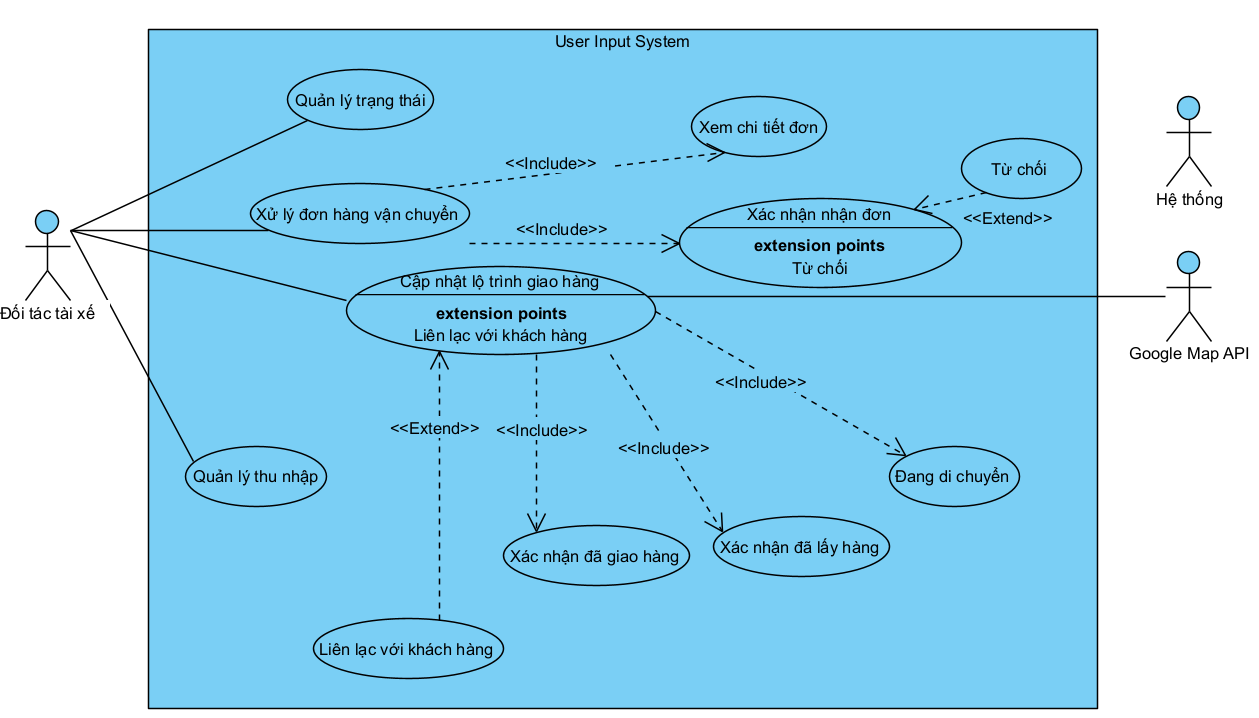 User Input System
Quản lý trạng thái
Xem chi tiết đơn
<<Include>>
Từ chối
Hệ thống
Xử lý đơn hàng vận chuyển
Xác nhận nhận đơn
<<Extend>>
<<Include>>
extension points
Từ chối
Cập nhật lộ trình giao hàng
extension points
Liên lạc với khách hàng
Đối tác tài xế
Google Map API
<<Include>>
<<Extend>>
<<Include>>
<<Include>>
Quản lý thu nhập
Đang di chuyển
Xác nhận đã giao hàng
Xác nhận đã lấy hàng
Liên lạc với khách hàng